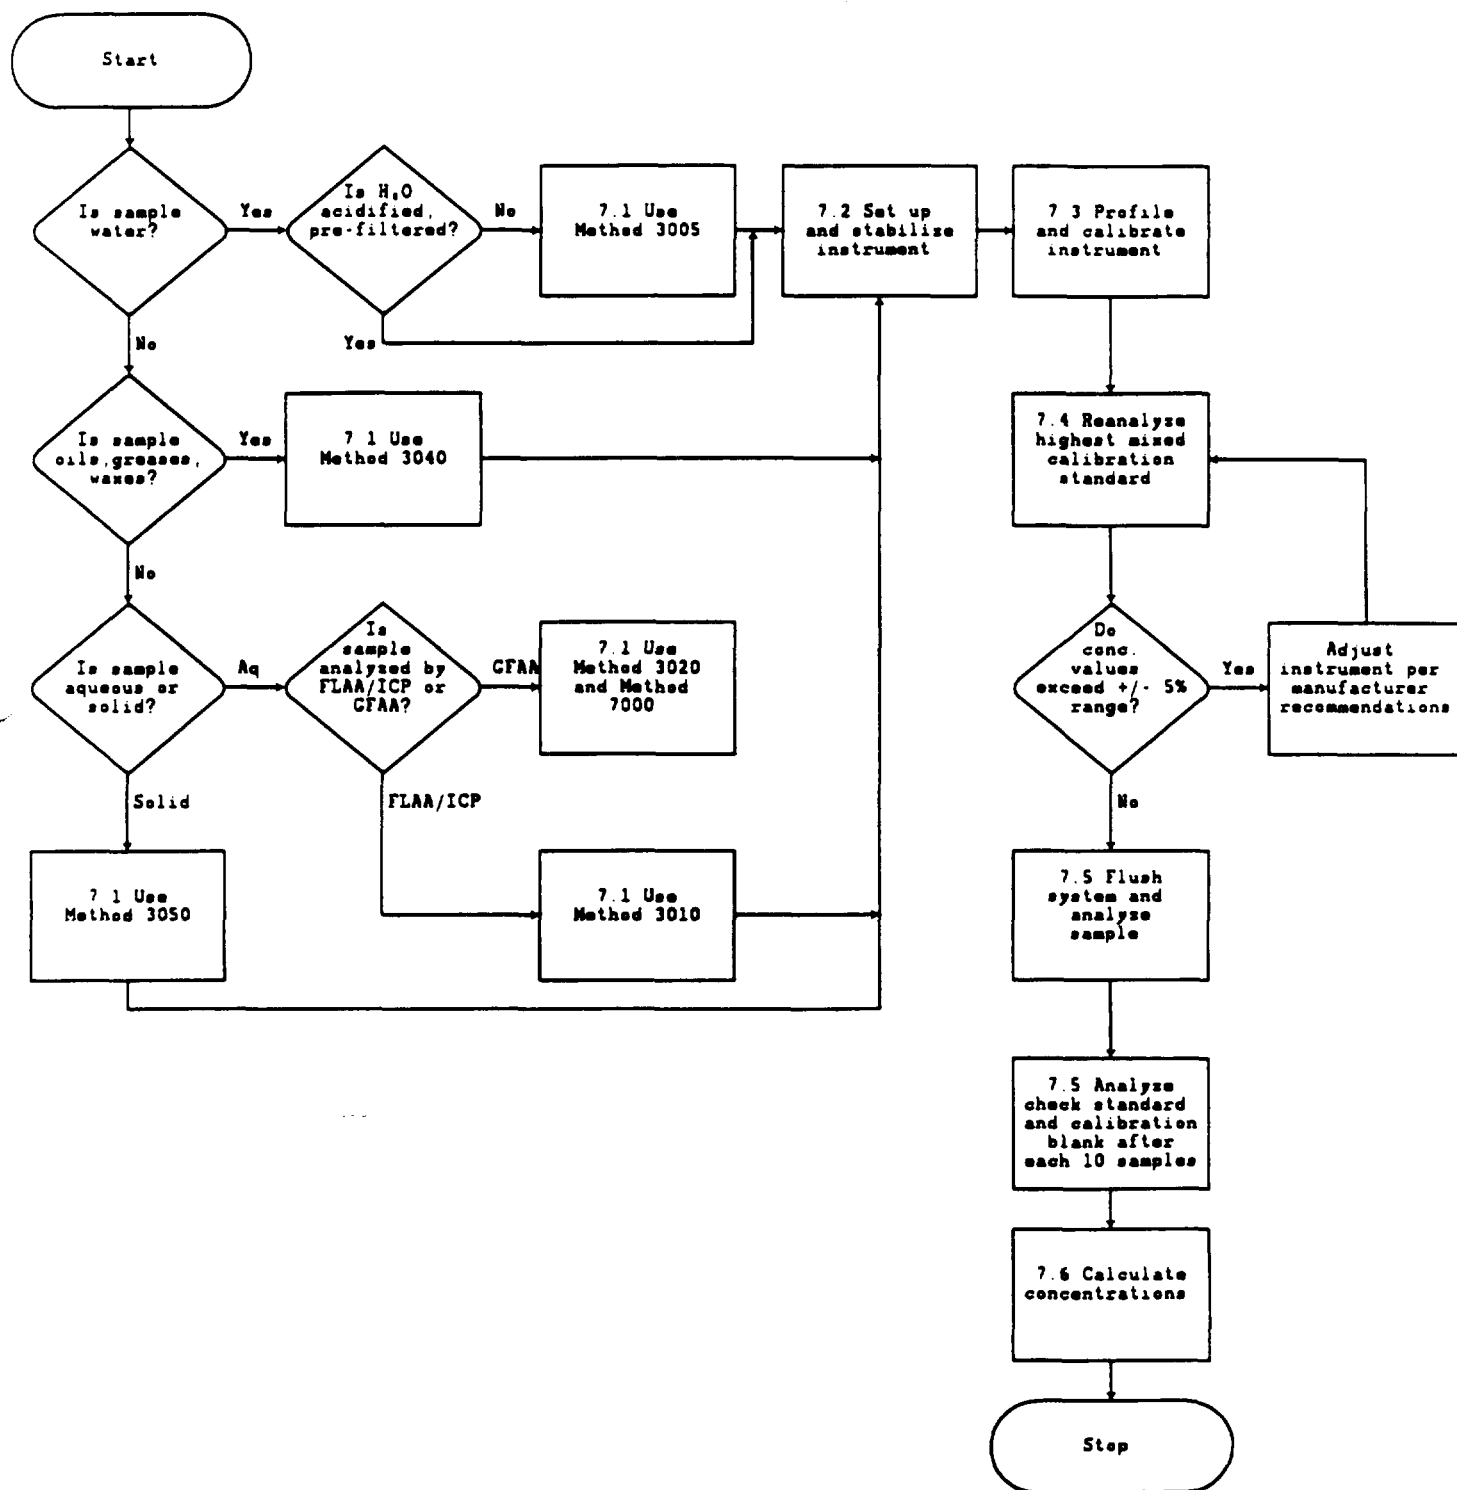 Start
Is sample
water?
Yes
Is H2O
acidified,
pre-filtered?
No
7.1 Use
Method 3005
7.2 Set up
and stabilize
instrument
7 3 Profile
and calibrate
instrument
Yes
No
Is sample
oils,greases,
waxes?
Yes
7 1 Use
Method 3040
7.4 Reanalyze
highest mixed
calibration
standard
No
Is sample
aqueous or
solid?
Aq
Is
sample
analyzed by
FLAA/ICP or
GFAA?
GFAA
7.1 Use
Method 3020
and Method
7000
Do
conc.
values
exceed +/- 5%
range?
Yes
Adjust
instrument per
manufacturer
recommendations
Solid
FLAA/ICP
No
7 1 Use
Method 3050
7.1 Use
Method 3010
7.5 Flush
system and
analyze
sample
7.5 Analyze
check standard
and calibration
blank after
each 10 samples
7.6 Calculate
concentrations
Stop